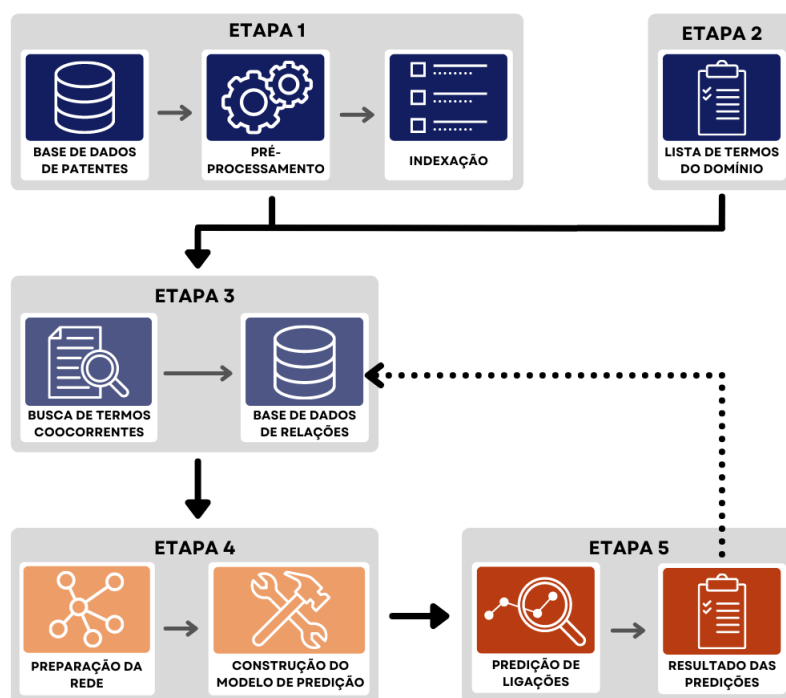 ETAPA 1
BASE DE DADOS
DE PATENTES
PRÉ-
PROCESSAMENTO
INDEXAÇÃO
ETAPA 2
LISTA DE TERMOS
DO DOMÍNIO
ETAPA 3
BUSCA DE TERMOS
COOCORRENTES
BASE DE DADOS
DE RELAÇÕES
ETAPA 4
PREPARAÇÃO DA
REDE
CONSTRUÇÃO DO
MODELO DE PREDIÇÃO
ETAPA 5
PREDIÇÃO DE
LIGAÇÕES
RESULTADO DAS
PREDIÇÕES